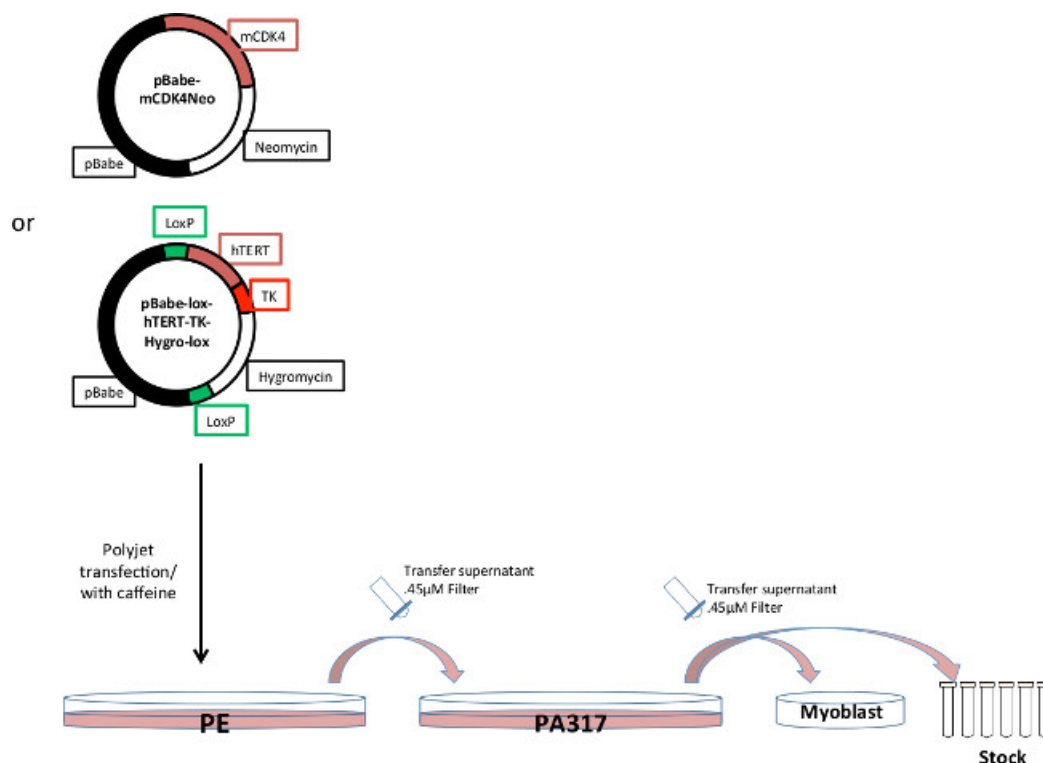 mCDK4
pBabe-
mCDK4Neo
Neomycin
pBabe
or
LoxP
hTERT
TK
pBabe-lox-
hTERT-TK-
Hygro-lox
Hygromycin
pBabe
LoxP
Polyjet
transfection/
with caffeine
Transfer supernatant
.45µM Filter
Transfer supernatant
.45µM Filter
PE
PA317
Myoblast
Stock